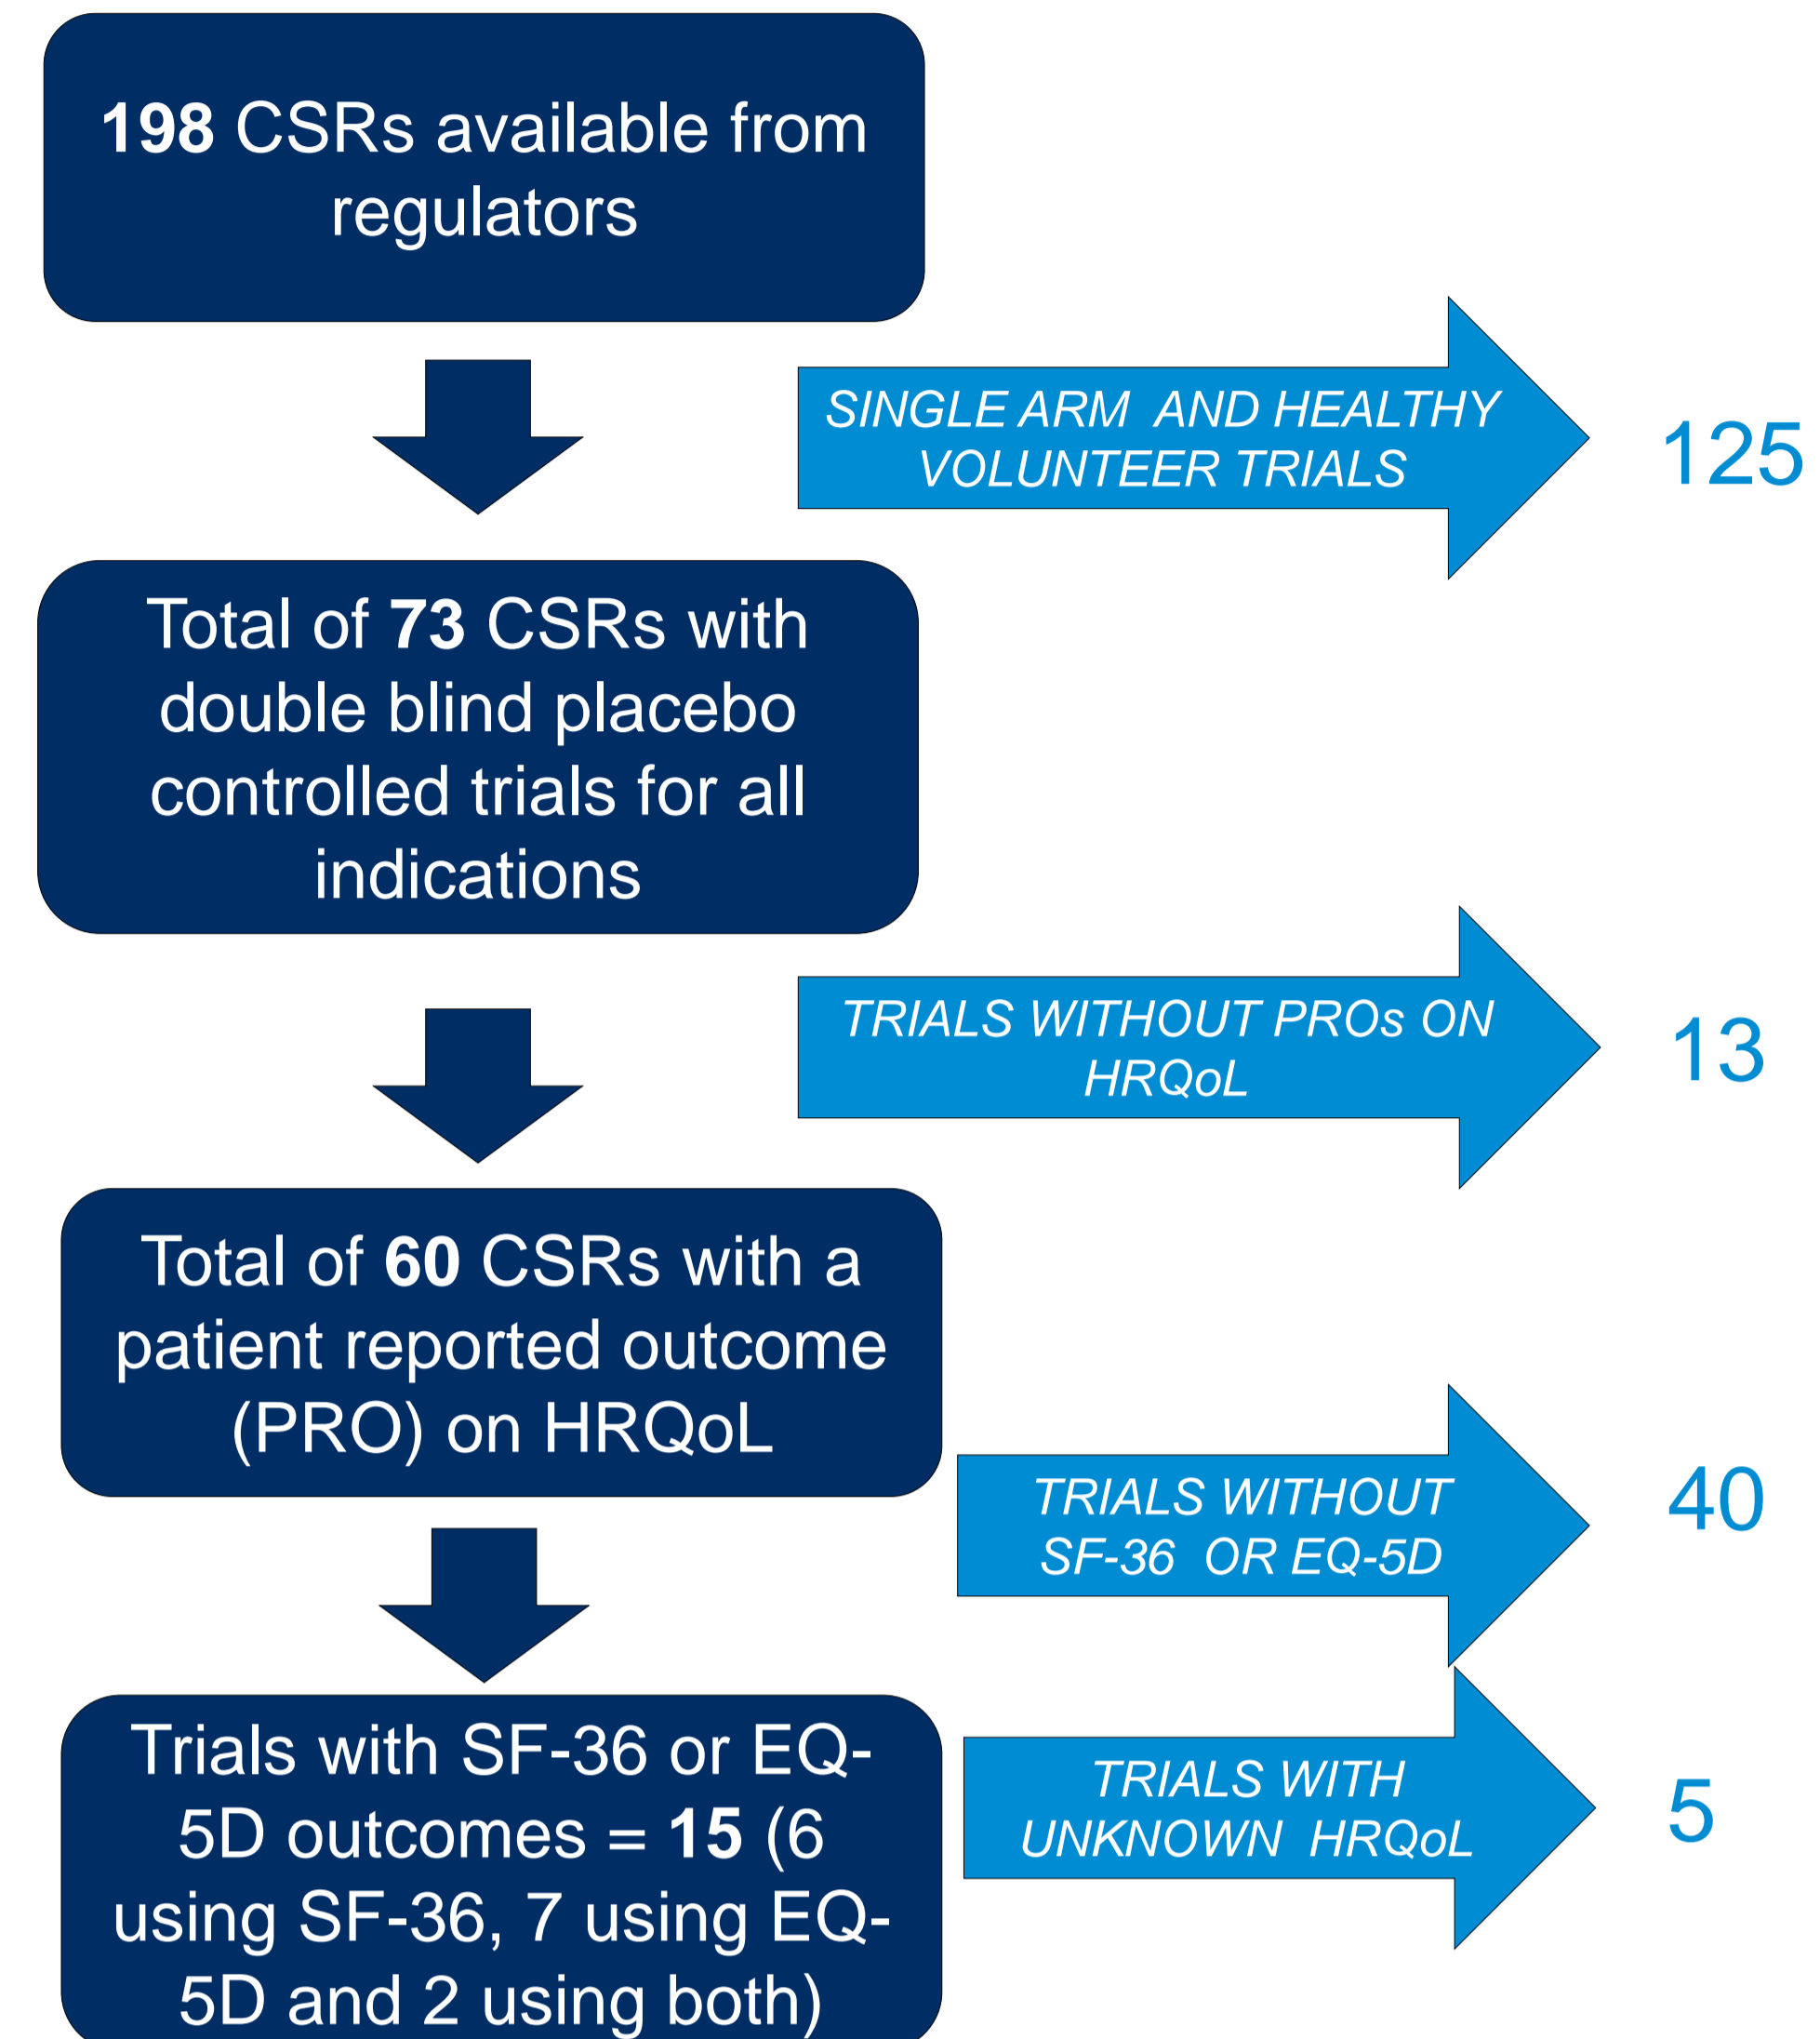 198 CSRs available from
regulators
SINGLE ARM AND HEALTHY
VOLUNTEER TRIALS
125
Total of 73 CSRs with
double blind placebo
controlled trials for all
indications
TRIALS WITHOUT PROs ON
HRQoL
13
Total of 60 CSRs with a
patient reported outcome
(PRO) on HRQoL
TRIALS WITHOUT
SF-36 OR EQ-5D
40
Trials with SF-36 or EQ-
5D outcomes = 15 (6
using SF-36, 7 using EQ-
5D and 2 using both)
TRIALS WITH
UNKNOWN HRQoL
5